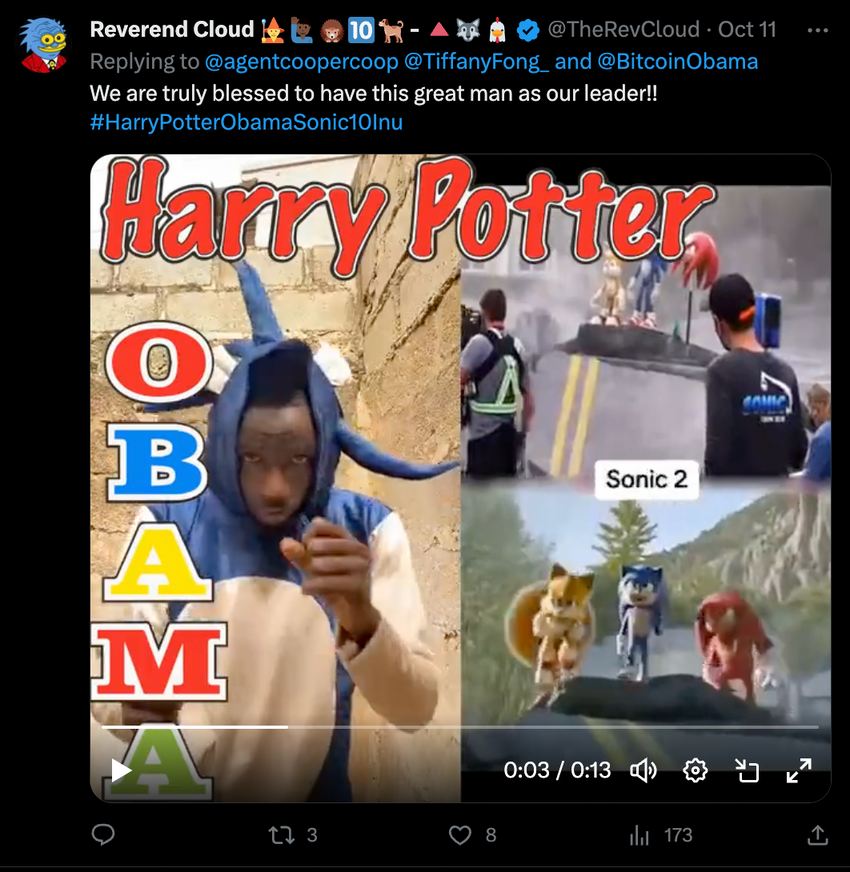 Reverend Cloud 🧙🙋🏿‍♂️🦔🔟🐕- 🔺🐺🐔 @TheRevCloud · Oct 11
Replying to @agentcoopercoop @TiffanyFong_ and @BitcoinObama
We are truly blessed to have this great man as our leader!!
#HarryPotterObamaSonic10Inu
Harry Potter
OBAMA
SONIC
Sonic 2
0:03 / 0:13
3
8
173